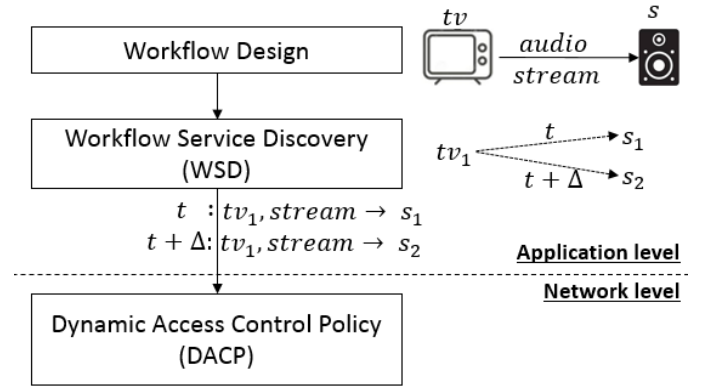 Workflow Design
tv
audio
stream
s
Workflow Service Discovery
(WSD)
tv₁
t
s₁
t + Δ
s₂
t : tv₁, stream → s₁
t + Δ: tv₁, stream → s₂
Application level
Network level
Dynamic Access Control Policy
(DACP)